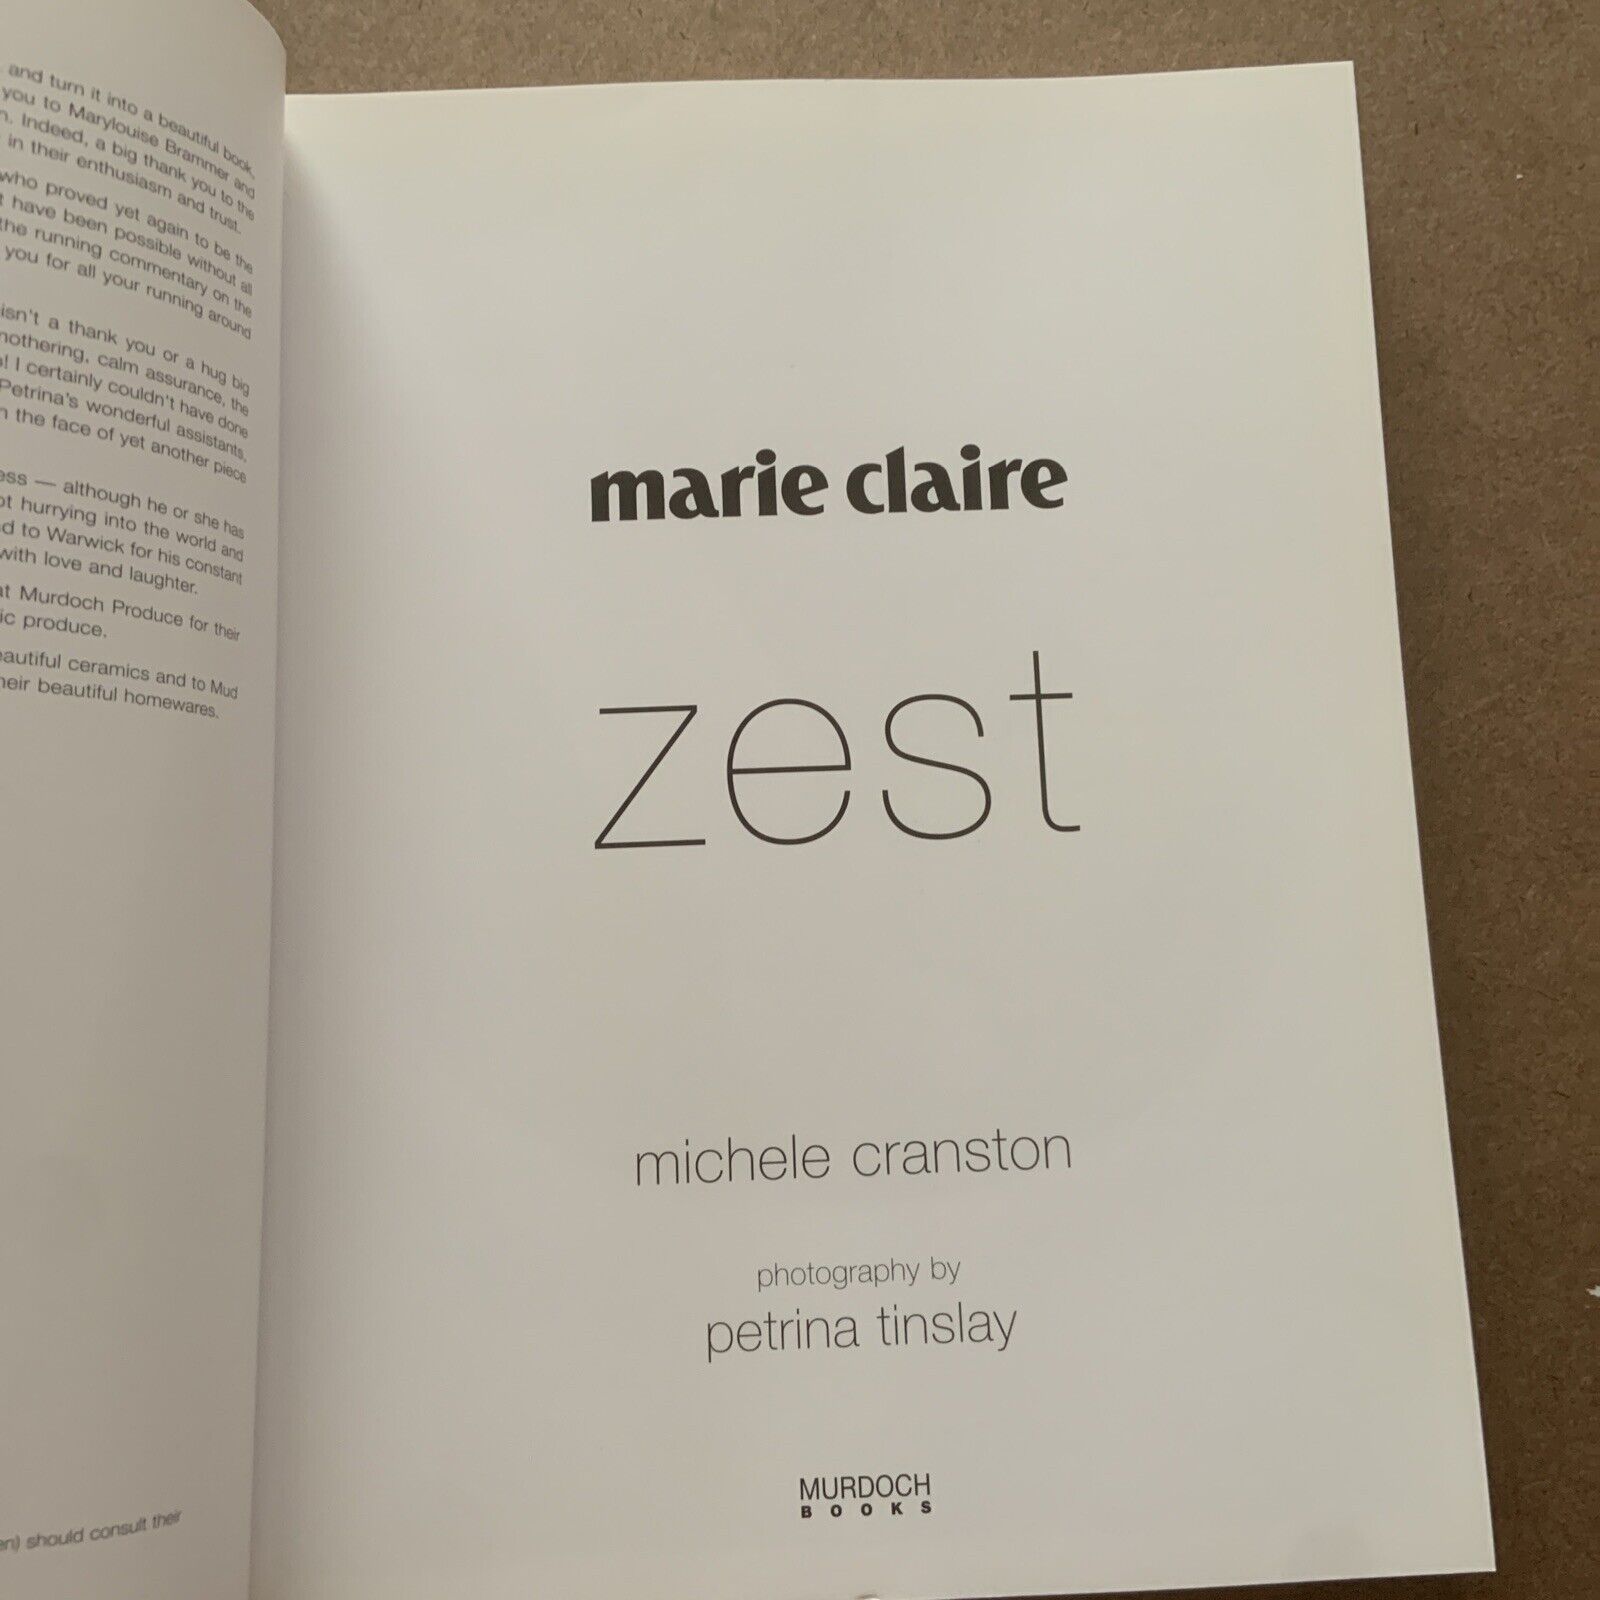 and turn it into a beautiful book,
you to Marylouise Brammer and
Indeed, a big thank you to the
in their enthusiasm and trust.
who proved yet again to be the
have been possible without all
the running commentary on the
you for all your running around
isn't a thank you or a hug big
mothering, calm assurance, the
! I certainly couldn't have done
Petrina's wonderful assistants,
the face of yet another piece
— although he or she has
hurrying into the world and
to Warwick for his constant
with love and laughter.
at Murdoch Produce for their
produce.
beautiful ceramics and to Mud
their beautiful homewares.
should consult their
marie claire
zest
michele cranston
photography by
petrina tinslay
MURDOCH
BOOKS